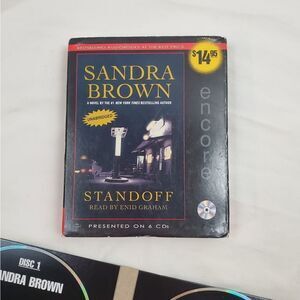 BESTSELLING AUDIOBOOKS AT THE BEST PRICE
$14.95
SANDRA
BROWN
A NOVEL BY THE #1 NEW YORK TIMES BESTSELLING AUTHOR
UNABRIDGED
encore
STANDOFF
READ BY ENID GRAHAM
PRESENTED ON 6 CDs
DISC 1
ANDRA BROWN